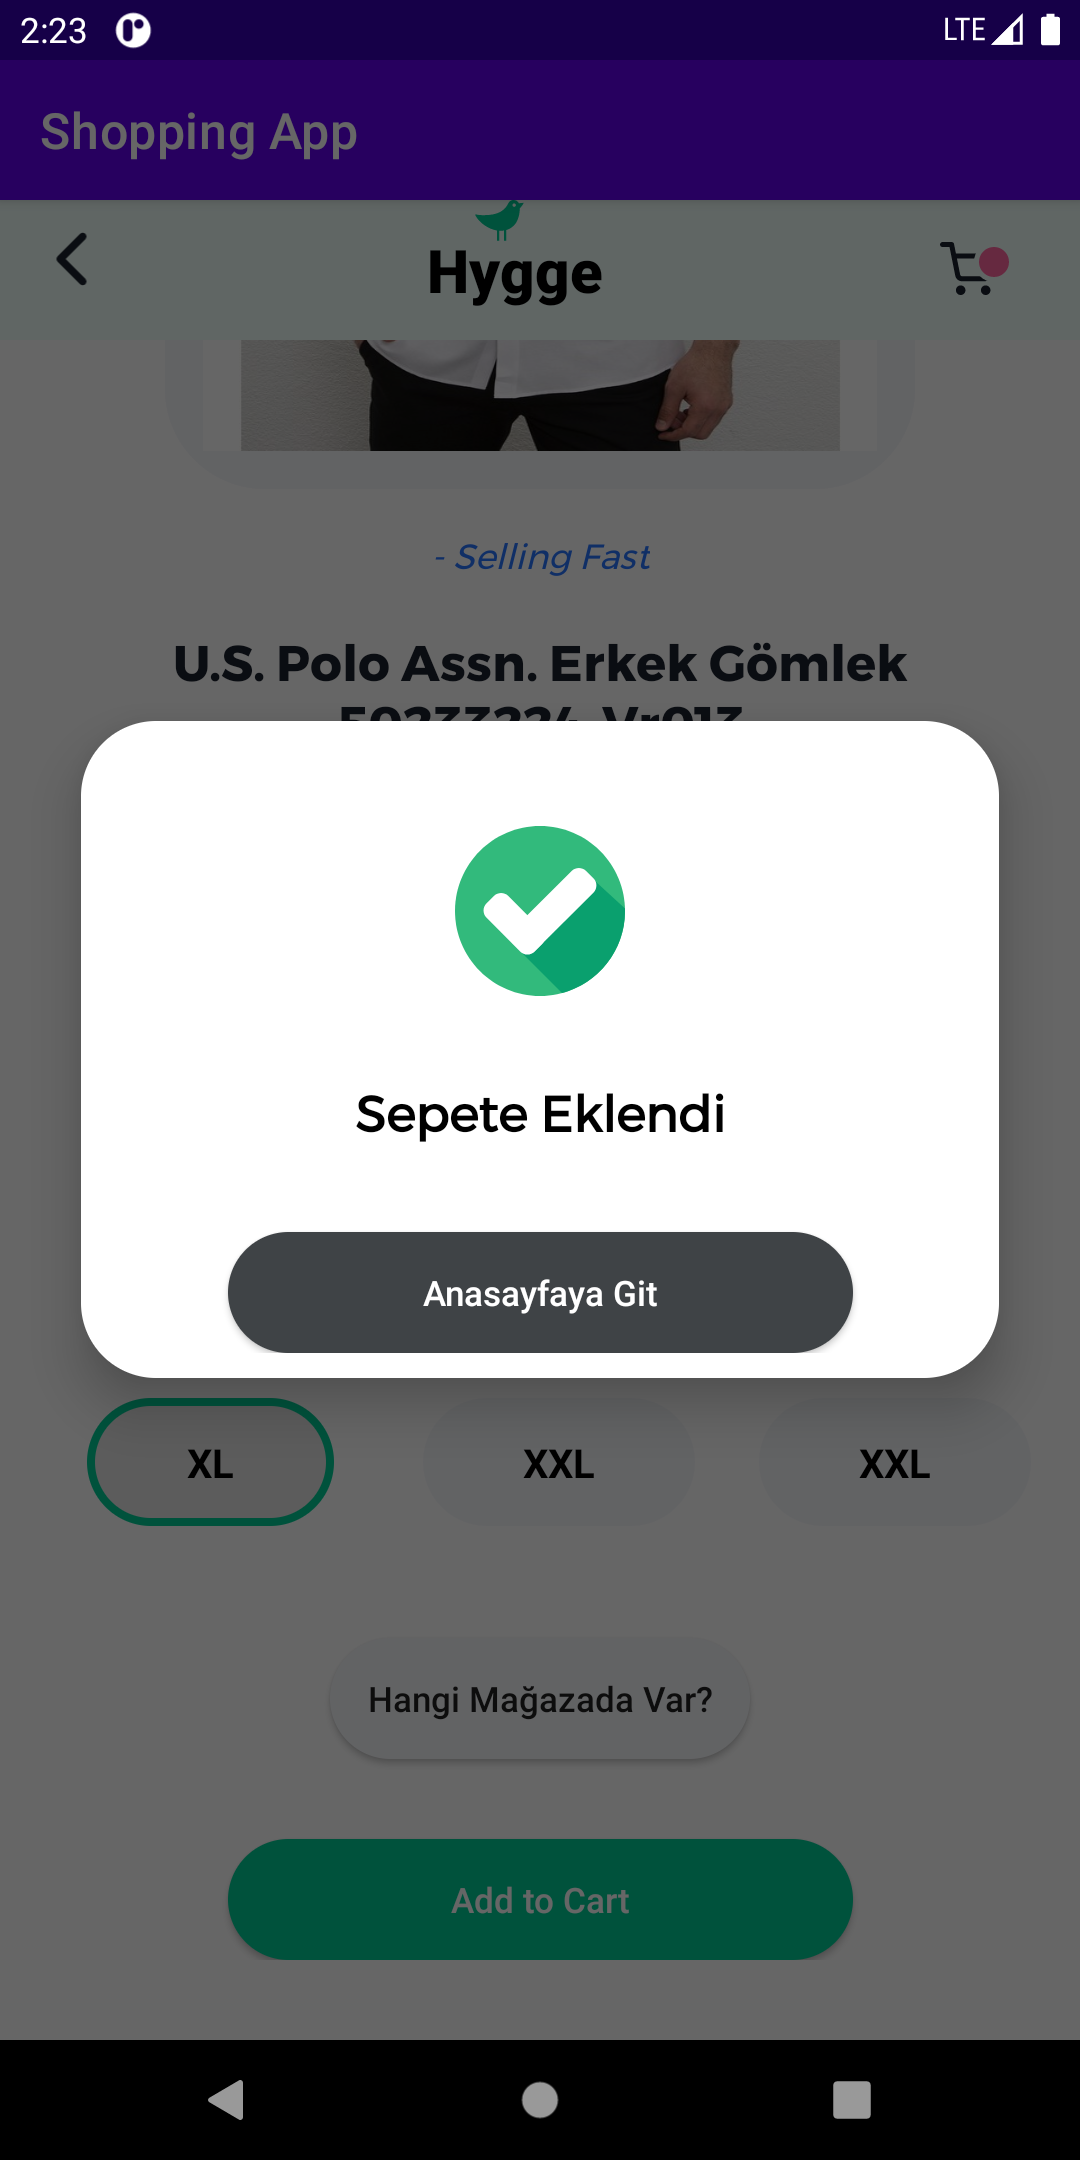 2:23
LTE
Shopping App
Hygge
- Selling Fast
U.S. Polo Assn. Erkek Gömlek
Sepete Eklendi
Anasayfaya Git
XL
XXL
XXL
Hangi Mağazada Var?
Add to Cart